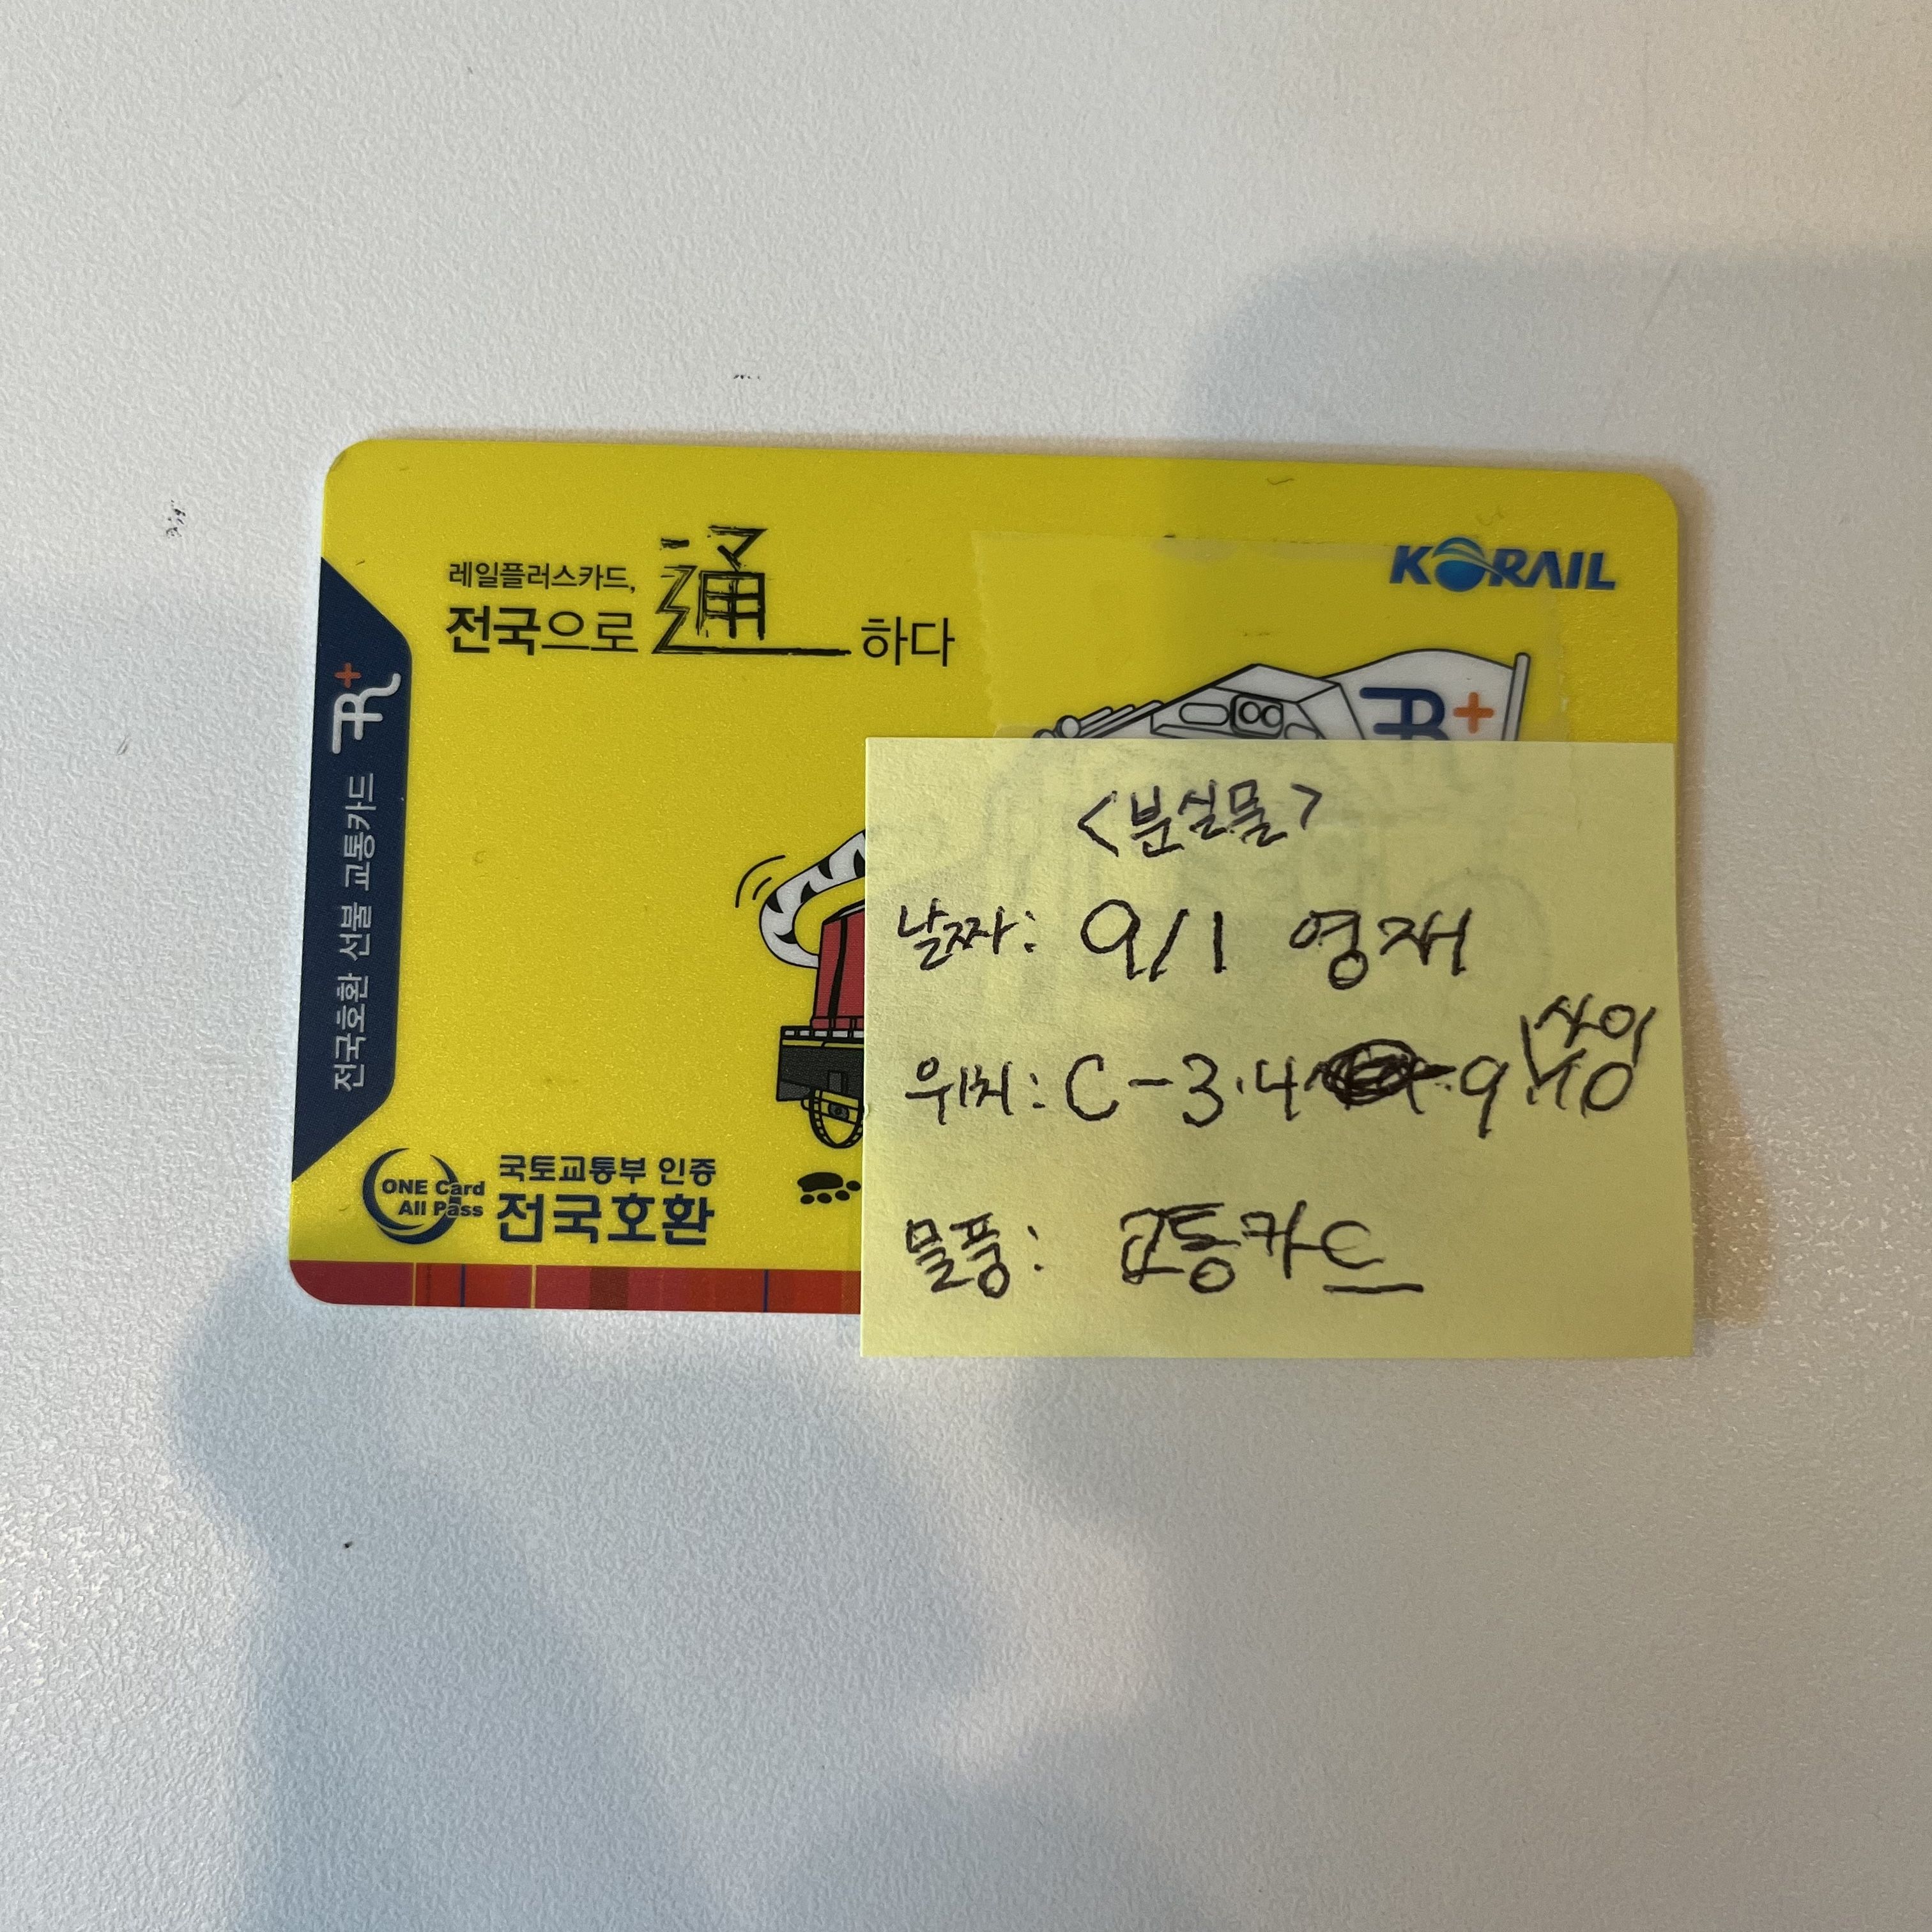 레일플러스카드,
전국으로 通 하다
KORAIL
R+
R+
전국호환 선불 교통카드
ONE Card
All Pass
국토교통부 인증
전국호환
<분실물>
날짜: 9/1 영재
사이
위치: C-3·4 9 10
물품: 교통카드